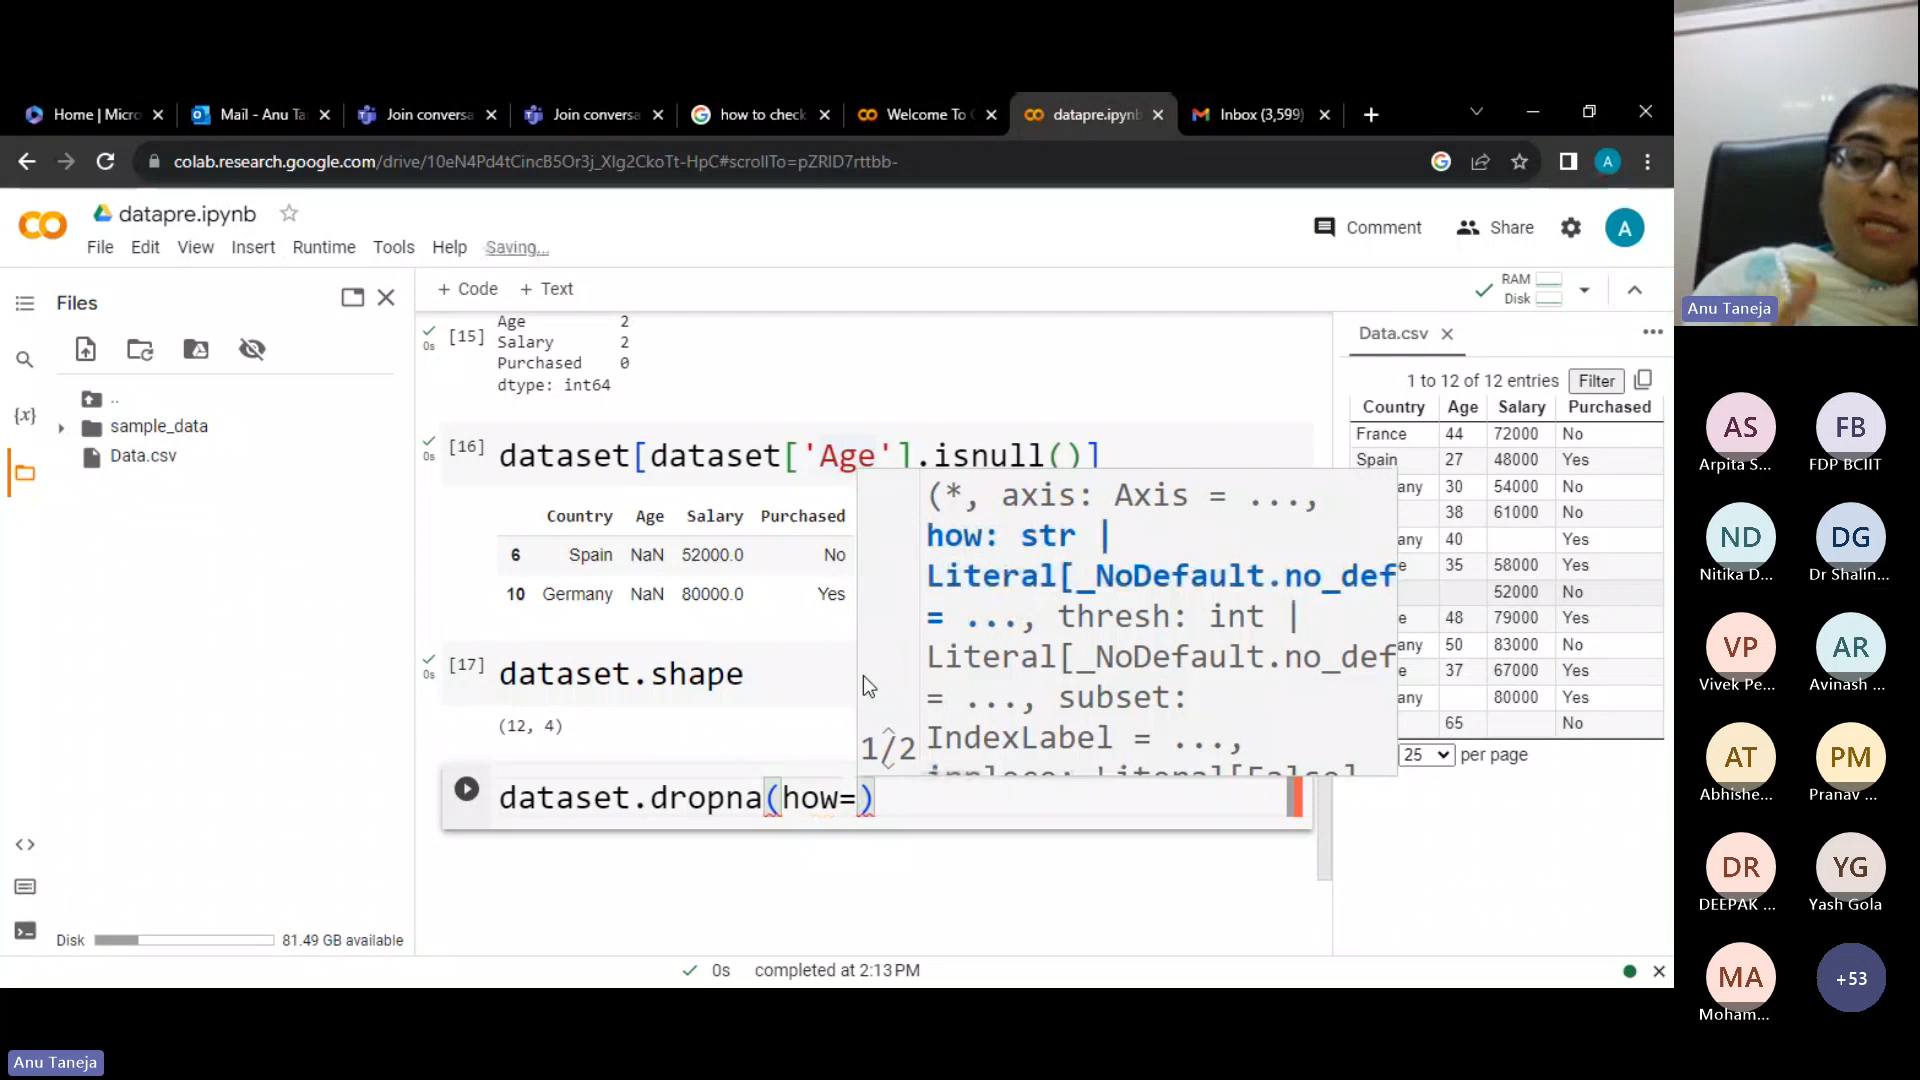 Home | Micro
Mail - Anu Ta
Join conversa
Join conversa
how to check
Welcome To C
datapre.ipynb
Inbox (3,599)
colab.research.google.com/drive/10eN4Pd4tCincB5Or3j_XIg2CkoTt-HpC#scrollTo=pZRlD7rttbb-
A
datapre.ipynb
File Edit View Insert Runtime Tools Help Saving...
Comment Share A
Files
..
sample_data
Data.csv
{x}
Disk 81.49 GB available
+ Code + Text
RAM
Disk
0s
[15]
Age 2
Salary 2
Purchased 0
dtype: int64
0s
[16] dataset[dataset['Age'].isnull()]
Country Age Salary Purchased
6 Spain NaN 52000.0 No
10 Germany NaN 80000.0 Yes
0s
[17] dataset.shape
(12, 4)
dataset.dropna(how=)
(*, axis: Axis = ...,
how: str |
Literal[_NoDefault.no_def
= ..., thresh: int |
Literal[_NoDefault.no_def
= ..., subset:
IndexLabel = ...,
1/2
Data.csv
1 to 12 of 12 entries Filter
Country Age Salary Purchased
France 44 72000 No
Spain 27 48000 Yes
any 30 54000 No
38 61000 No
any 40 Yes
e 35 58000 Yes
52000 No
e 48 79000 Yes
any 50 83000 No
e 37 67000 Yes
any 80000 Yes
65 No
25 per page
0s completed at 2:13 PM
Anu Taneja
AS FB
Arpita S... FDP BCIIT
ND DG
Nitika D... Dr Shalin...
VP AR
Vivek Pe... Avinash ...
AT PM
Abhishe... Pranav ...
DR YG
DEEPAK ... Yash Gola
MA +53
Moham...
Anu Taneja